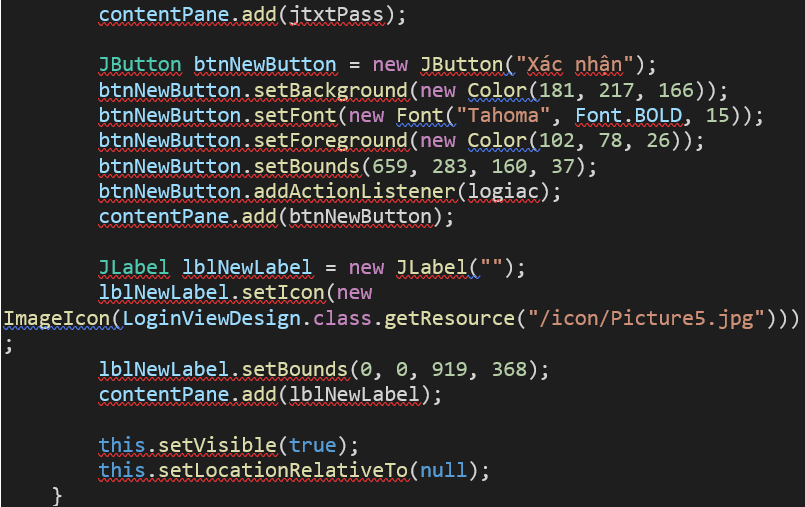 contentPane.add(jtxtPass);
JButton btnNewButton = new JButton("Xác nhận");
btnNewButton.setBackground(new Color(181, 217, 166));
btnNewButton.setFont(new Font("Tahoma", Font.BOLD, 15));
btnNewButton.setForeground(new Color(102, 78, 26));
btnNewButton.setBounds(659, 283, 160, 37);
btnNewButton.addActionListener(logiac);
contentPane.add(btnNewButton);
JLabel lblNewLabel = new JLabel("");
lblNewLabel.setIcon(new
ImageIcon(LoginViewDesign.class.getResource("/icon/Picture5.jpg")))
;
lblNewLabel.setBounds(0, 0, 919, 368);
contentPane.add(lblNewLabel);
this.setVisible(true);
this.setLocationRelativeTo(null);
}